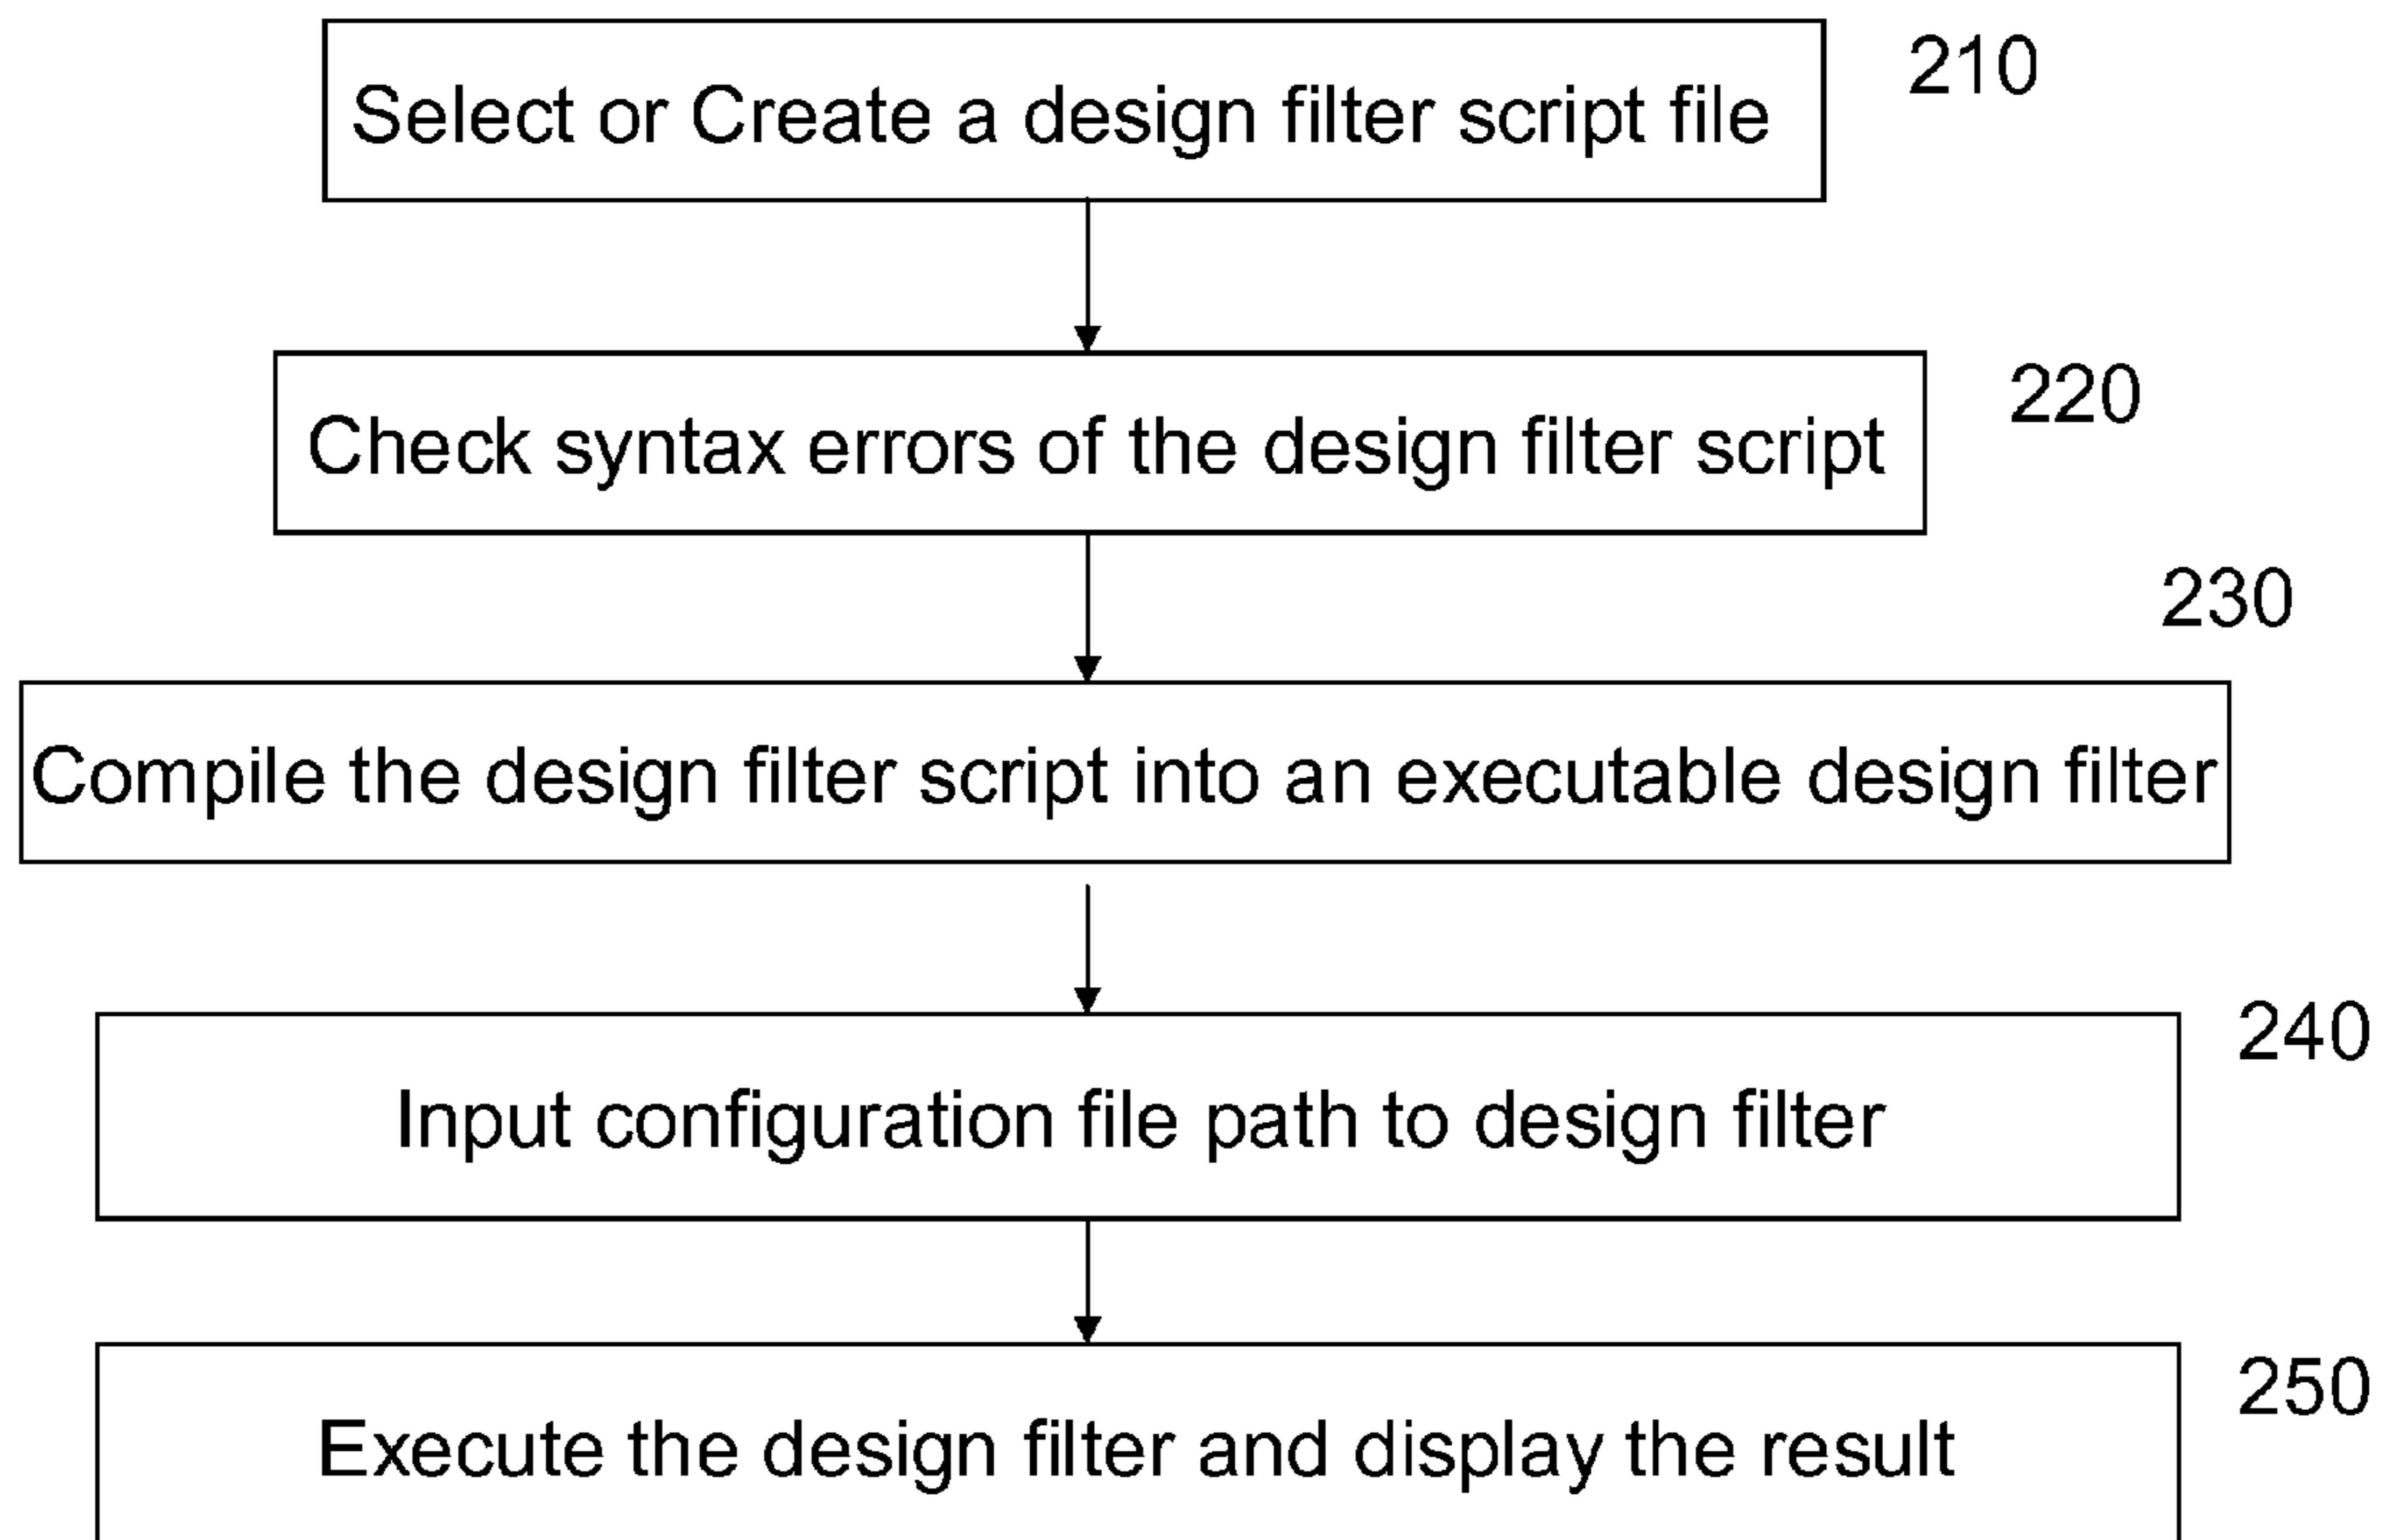 Select or Create a design filter script file
210
Check syntax errors of the design filter script
220
230
Compile the design filter script into an executable design filter
240
Input configuration file path to design filter
250
Execute the design filter and display the result